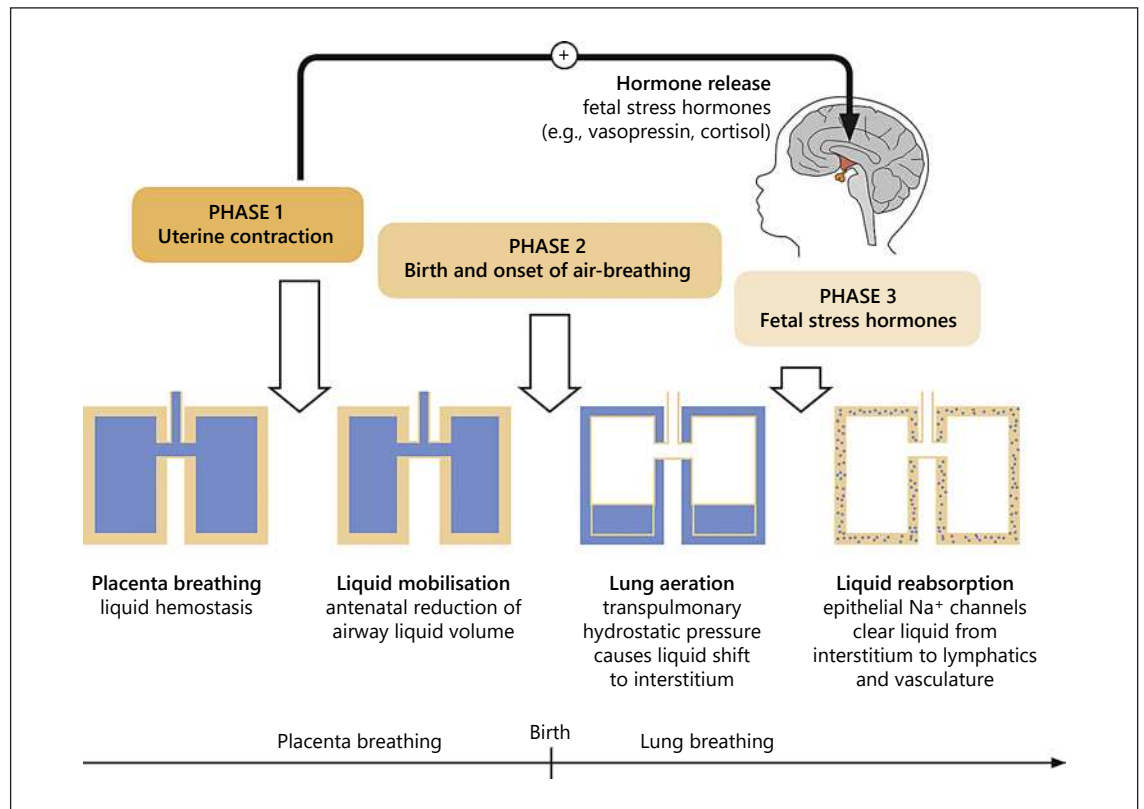 +
Hormone release
fetal stress hormones
(e.g., vasopressin, cortisol)
PHASE 1
Uterine contraction
PHASE 2
Birth and onset of air-breathing
PHASE 3
Fetal stress hormones
Placenta breathing
liquid hemostasis
Liquid mobilisation
antenatal reduction of
airway liquid volume
Lung aeration
transpulmonary
hydrostatic pressure
causes liquid shift
to interstitium
Liquid reabsorption
epithelial Na⁺ channels
clear liquid from
interstitium to lymphatics
and vasculature
Placenta breathing
Birth
Lung breathing